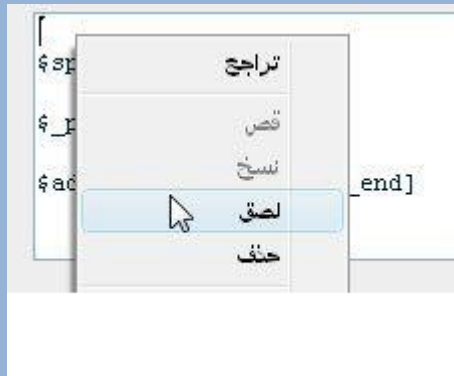 [
$sp
تراجع
$_p
قص
نسخ
$ad
_end]
لصق
حذف